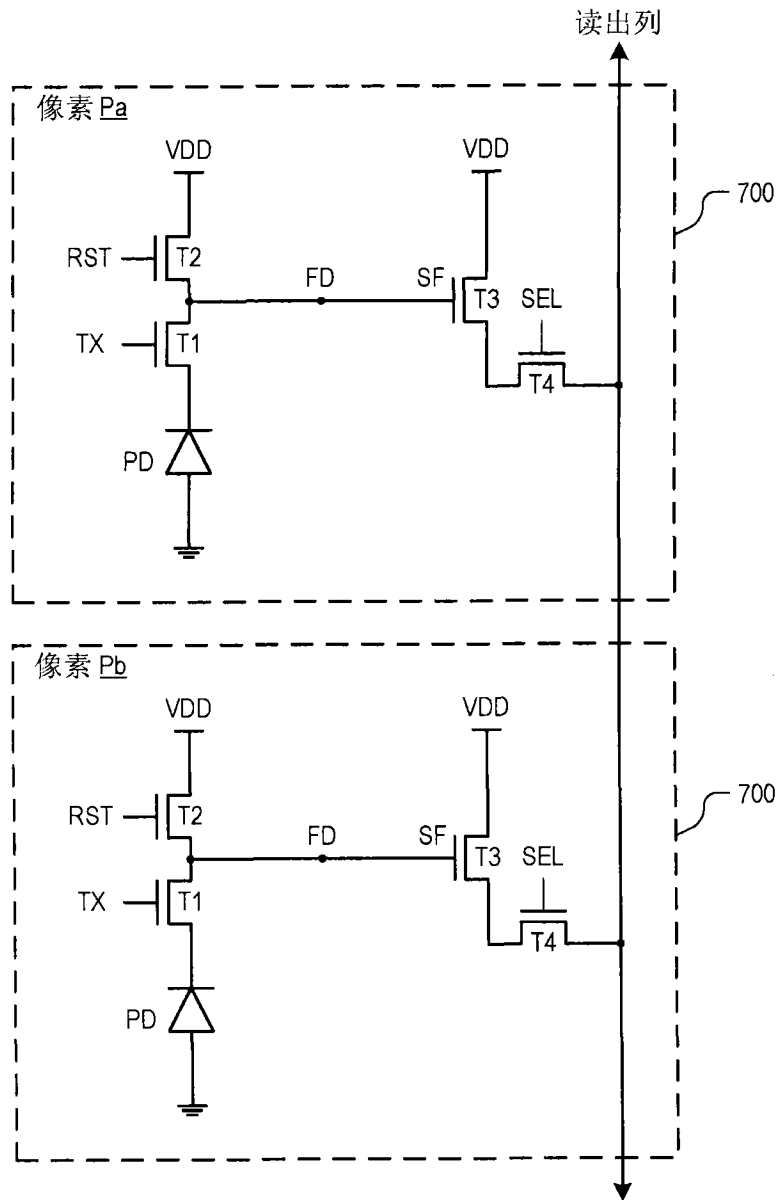 读出列
像素 Pa
VDD
VDD
700
RST
T2
FD
SF
T3
SEL
TX
T1
T4
PD
像素 Pb
VDD
VDD
700
RST
T2
FD
SF
T3
SEL
TX
T1
T4
PD